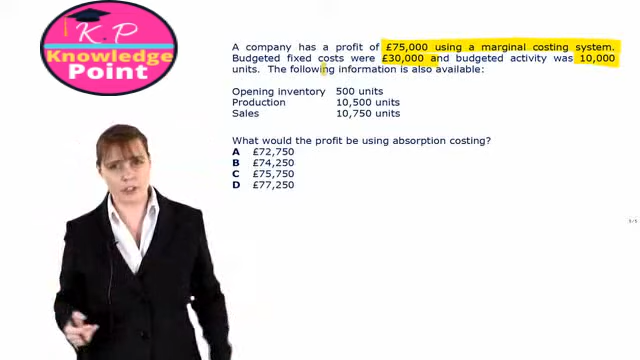 K.P
Knowledge
Point
A company has a profit of £75,000 using a marginal costing system.
Budgeted fixed costs were £30,000 and budgeted activity was 10,000
units. The following information is also available:
Opening inventory 500 units
Production 10,500 units
Sales 10,750 units
What would the profit be using absorption costing?
A £72,750
B £74,250
C £75,750
D £77,250